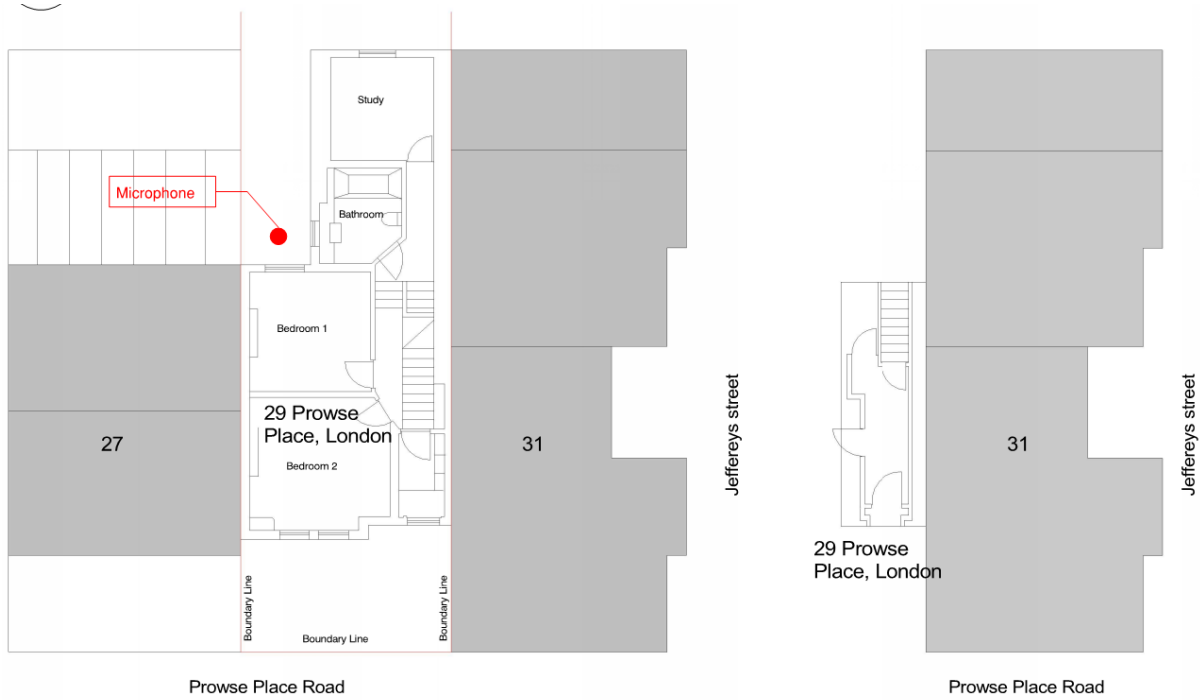 Study
Microphone
Bathroom
Bedroom 1
29 Prowse
Place, London
27
31
Bedroom 2
Jeffereys street
Boundary Line
Boundary Line
Boundary Line
Prowse Place Road
31
Jeffereys street
29 Prowse
Place, London
Prowse Place Road